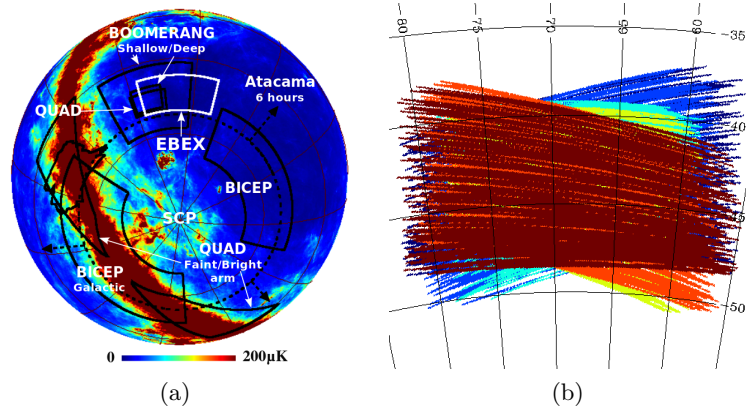 BOOMERANG
Shallow/Deep
Atacama
6 hours
QUAD
EBEX
BICEP
SCP
QUAD
Faint/Bright
arm
BICEP
Galactic
0 200µK
(a)
80 75 70 65 60
-35
-40
-45
-50
(b)